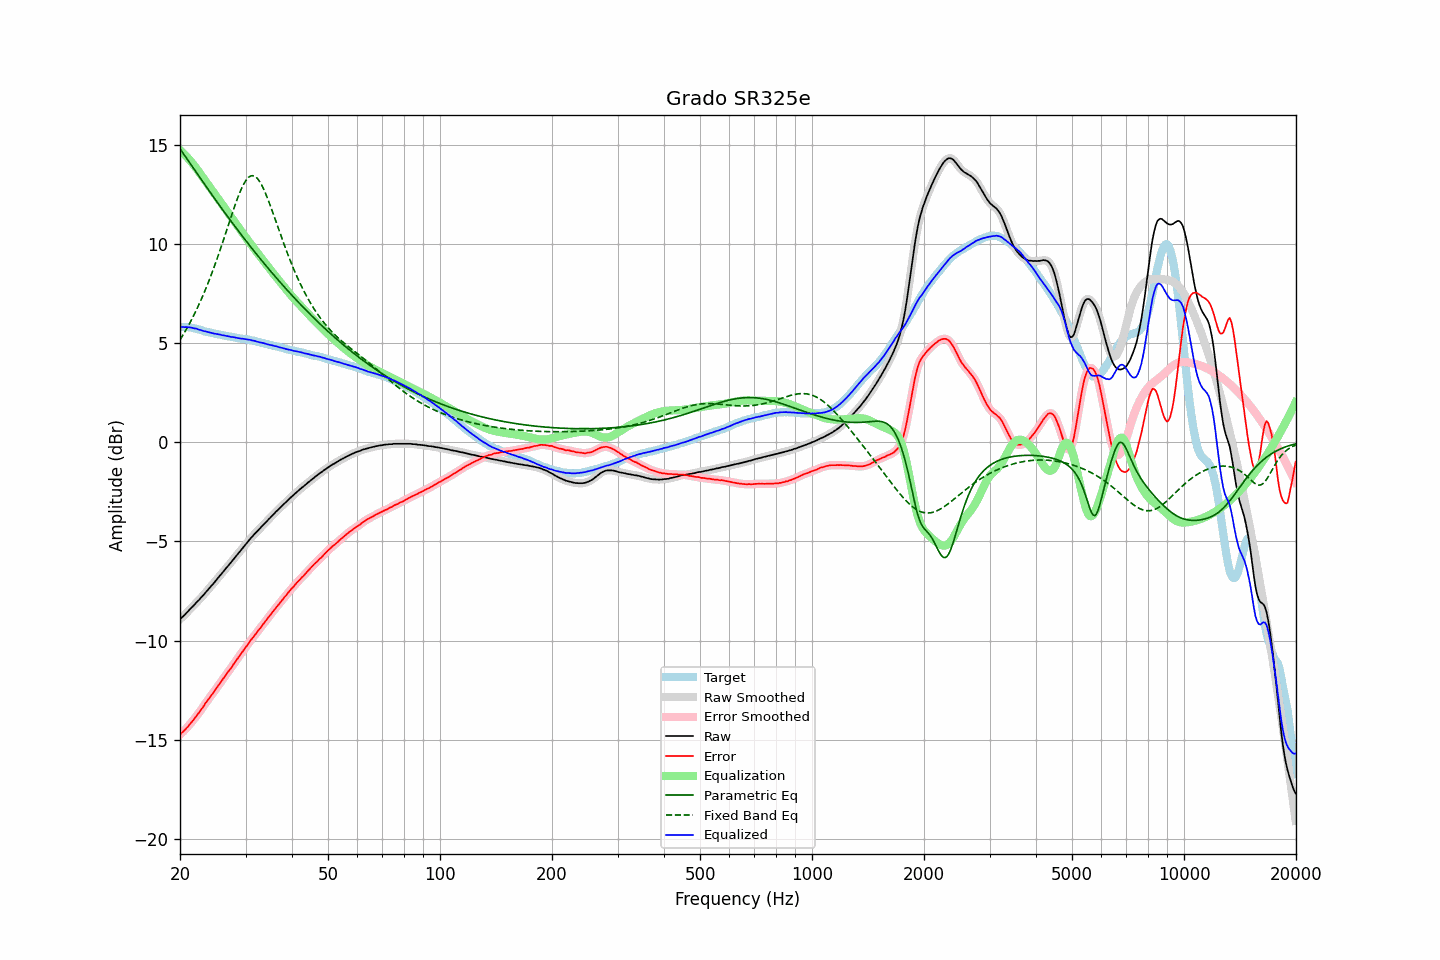 Grado SR325e
Amplitude (dBr)
15
10
5
0
−5
−10
−15
−20
Target
Raw Smoothed
Error Smoothed
Raw
Error
Equalization
Parametric Eq
Fixed Band Eq
Equalized
20 50 100 200 500 1000 2000 5000 10000 20000
Frequency (Hz)